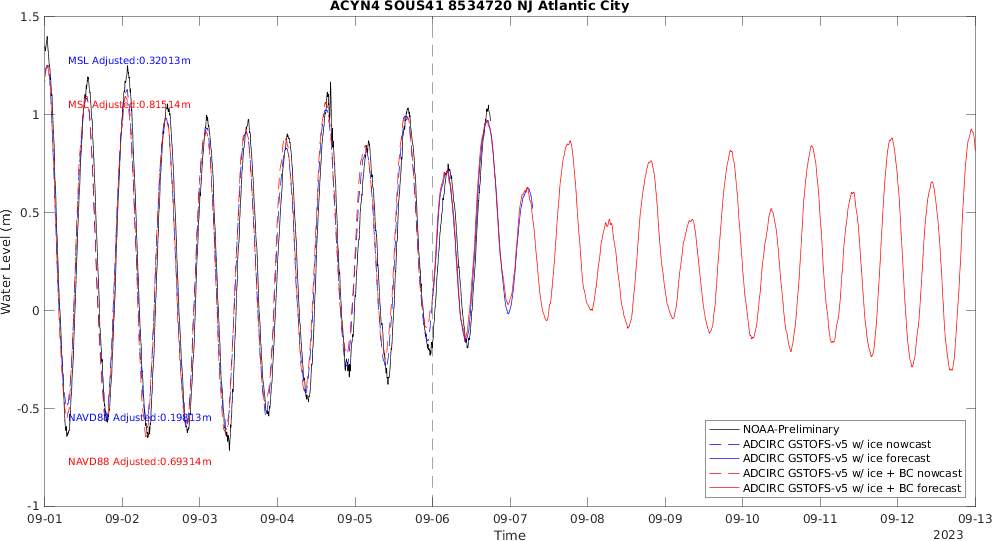 ACYN4 SOUS41 8534720 NJ Atlantic City
1.5
1
0.5
0
-0.5
-1
Water Level (m)
MSL Adjusted:0.32013m
MSL Adjusted:0.81514m
NAVD88 Adjusted:0.19813m
NAVD88 Adjusted:0.69314m
NOAA-Preliminary
ADCIRC GSTOFS-v5 w/ ice nowcast
ADCIRC GSTOFS-v5 w/ ice forecast
ADCIRC GSTOFS-v5 w/ ice + BC nowcast
ADCIRC GSTOFS-v5 w/ ice + BC forecast
09-01 09-02 09-03 09-04 09-05 09-06 09-07 09-08 09-09 09-10 09-11 09-12 09-13
Time
2023